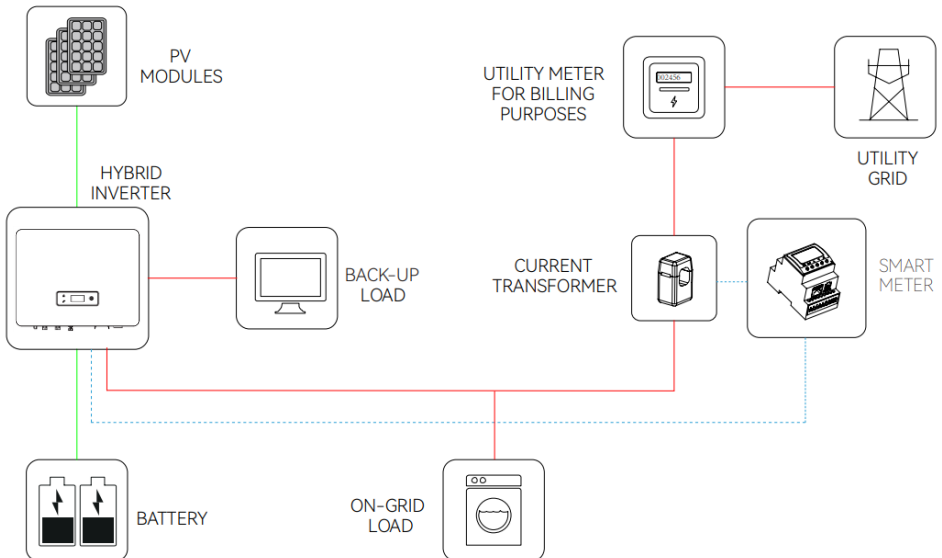 PV
MODULES
UTILITY METER
FOR BILLING
PURPOSES
002456
UTILITY
GRID
HYBRID
INVERTER
BACK-UP
LOAD
CURRENT
TRANSFORMER
SMART
METER
BATTERY
ON-GRID
LOAD